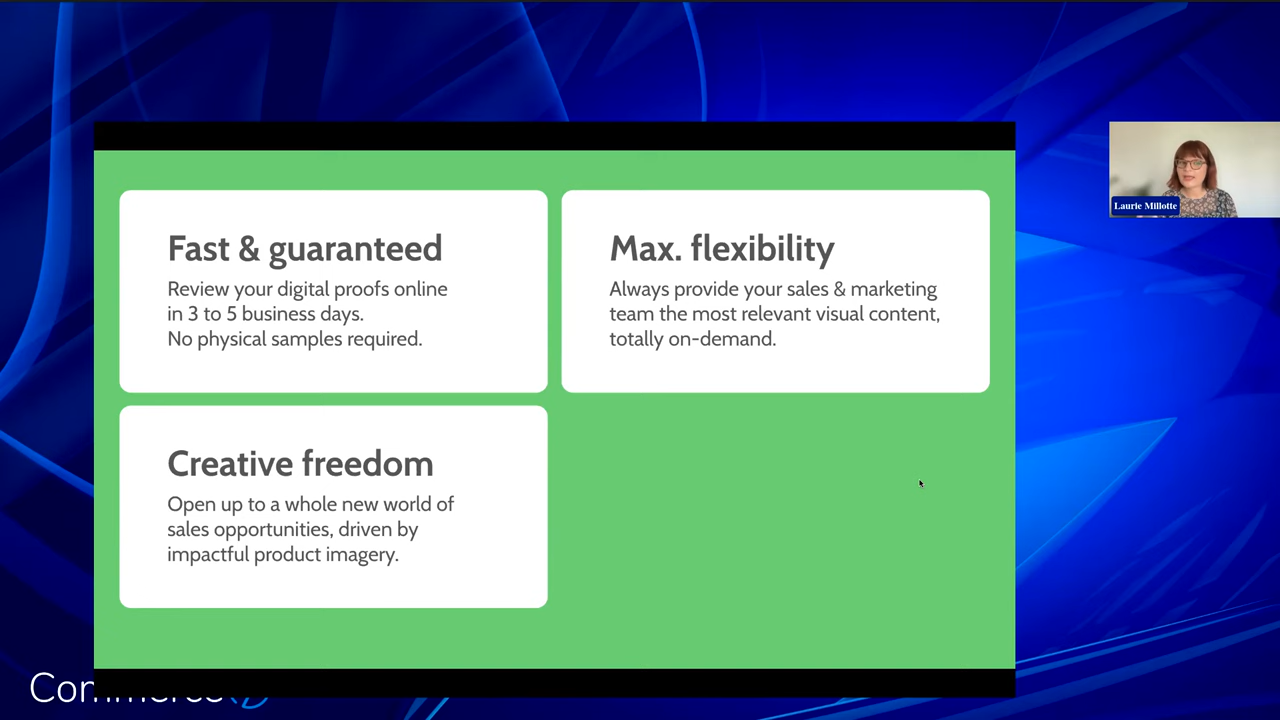 Fast & guaranteed
Review your digital proofs online
in 3 to 5 business days.
No physical samples required.
Max. flexibility
Always provide your sales & marketing
team the most relevant visual content,
totally on-demand.
Creative freedom
Open up to a whole new world of
sales opportunities, driven by
impactful product imagery.
Laurie Millotte